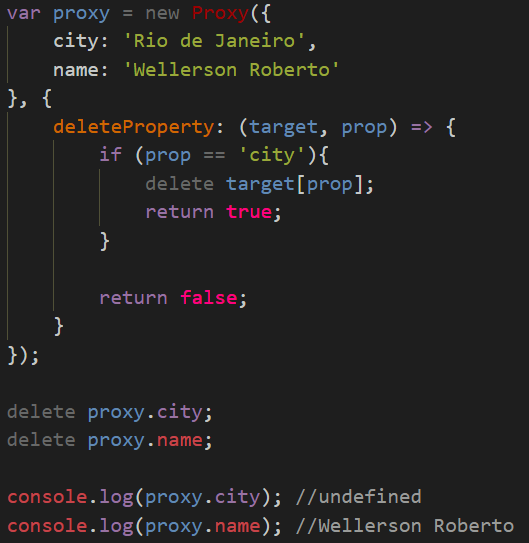 var proxy = new Proxy({
    city: 'Rio de Janeiro',
    name: 'Wellerson Roberto'
}, {
    deleteProperty: (target, prop) => {
        if (prop == 'city'){
            delete target[prop];
            return true;
        }

        return false;
    }
});

delete proxy.city;
delete proxy.name;

console.log(proxy.city); //undefined
console.log(proxy.name); //Wellerson Roberto